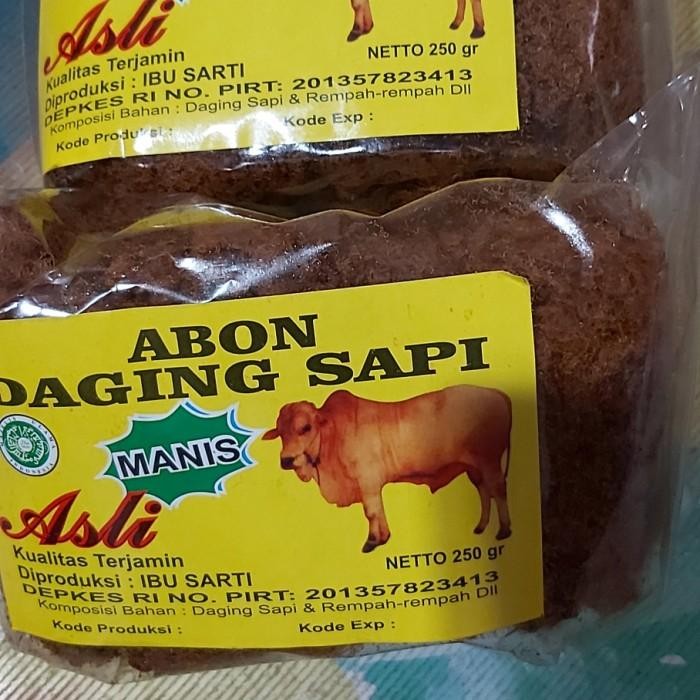 Asli
Kualitas Terjamin
NETTO 250 gr
Diproduksi : IBU SARTI
DEPKES RI NO. PIRT: 201357823413
Komposisi Bahan : Daging Sapi & Rempah-rempah Dll
Kode Produksi :
Kode Exp :
ABON
DAGING SAPI
MANIS
Asli
Kualitas Terjamin
NETTO 250 gr
Diproduksi : IBU SARTI
DEPKES RI NO. PIRT: 201357823413
Komposisi Bahan : Daging Sapi & Rempah-rempah Dll
Kode Produksi :
Kode Exp :